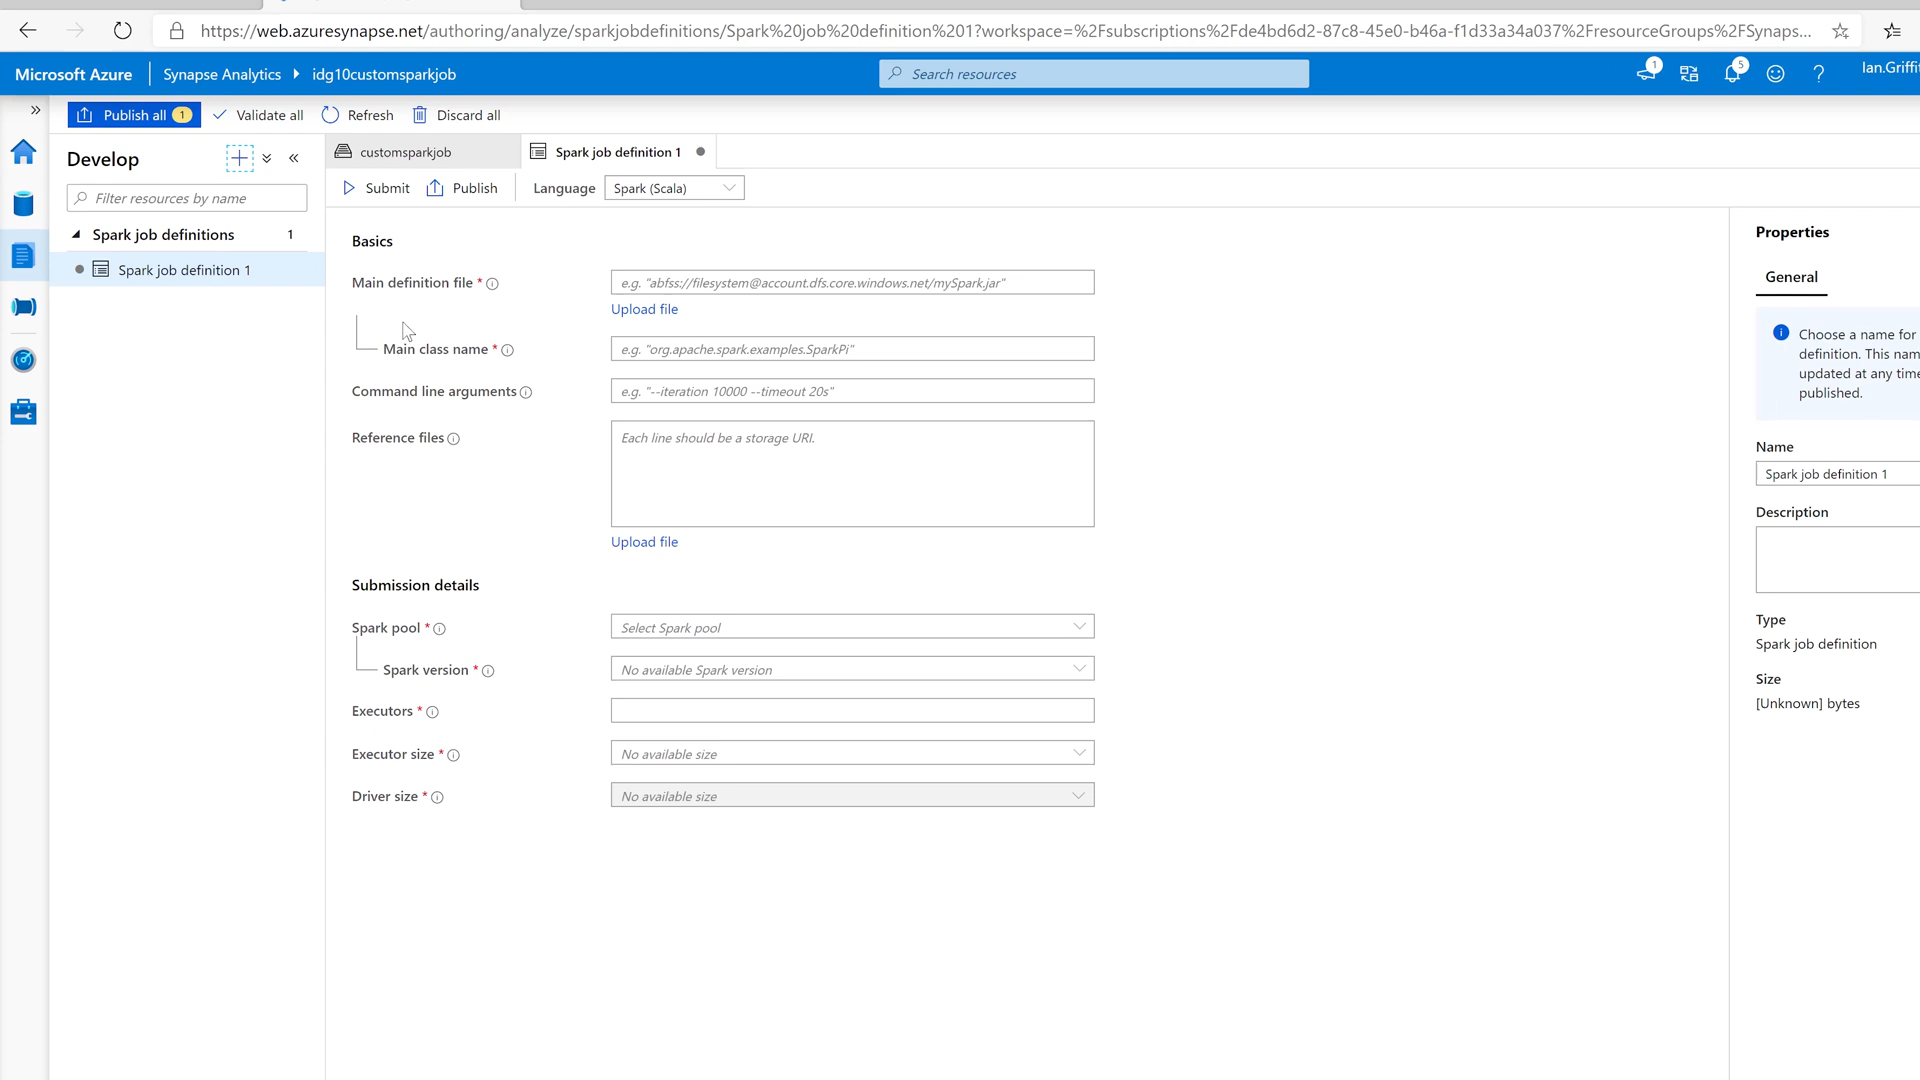 https://web.azuresynapse.net/authoring/analyze/sparkjobdefinitions/Spark%20job%20definition%201?workspace=%2Fsubscriptions%2Fde4bd6d2-87c8-45e0-b46a-f1d33a34a037%2FresourceGroups%2FSynaps...
Microsoft Azure
Synapse Analytics
idg10customsparkjob
Search resources
1
5
?
Ian.Griffi
Publish all 1
Validate all
Refresh
Discard all
Develop
Filter resources by name
Spark job definitions 1
Spark job definition 1
customsparkjob
Spark job definition 1
Submit
Publish
Language
Spark (Scala)
Basics
Main definition file *
e.g. "abfss://filesystem@account.dfs.core.windows.net/mySpark.jar"
Upload file
Main class name *
e.g. "org.apache.spark.examples.SparkPi"
Command line arguments
e.g. "--iteration 10000 --timeout 20s"
Reference files
Each line should be a storage URI.
Upload file
Submission details
Spark pool *
Select Spark pool
Spark version *
No available Spark version
Executors *
Executor size *
No available size
Driver size *
No available size
Properties
General
Choose a name for
definition. This nam
updated at any time
published.
Name
Spark job definition 1
Description
Type
Spark job definition
Size
[Unknown] bytes